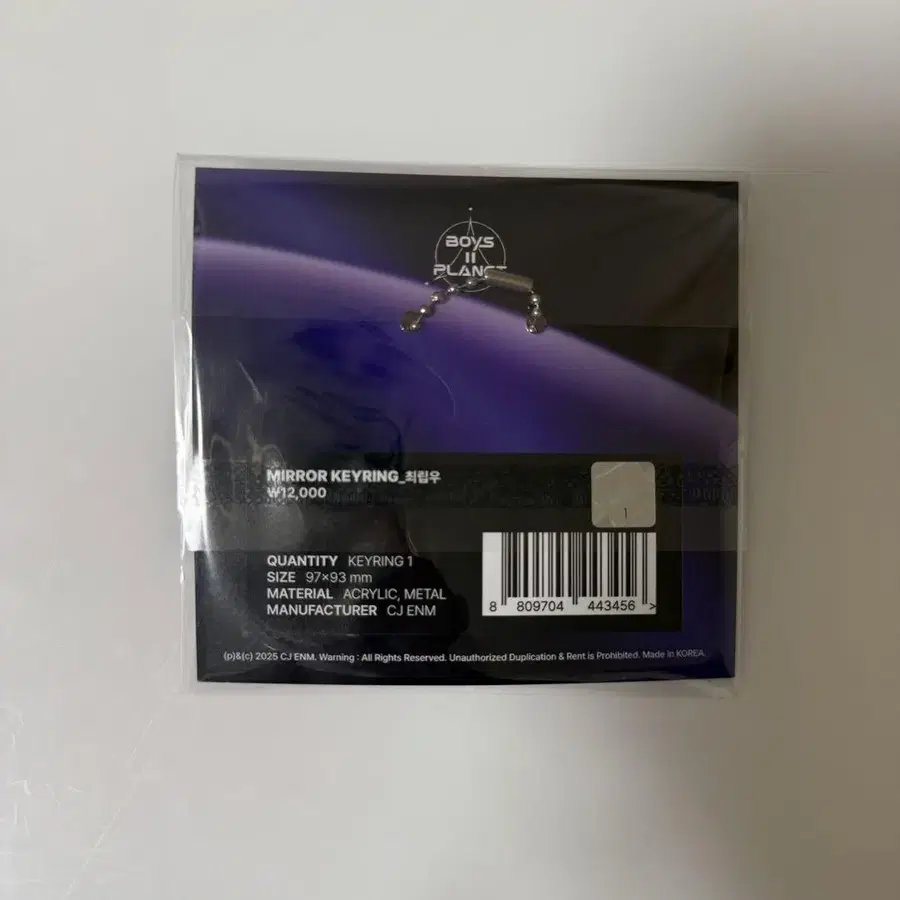 BOYS
II
PLANET
MIRROR KEYRING_최립우
₩12,000
1
QUANTITY KEYRING 1
SIZE 97×93 mm
MATERIAL ACRYLIC, METAL
MANUFACTURER CJ ENM
8 809704 443456 >
(p)&(c) 2025 CJ ENM. Warning : All Rights Reserved. Unauthorized Duplication & Rent is Prohibited. Made in KOREA.